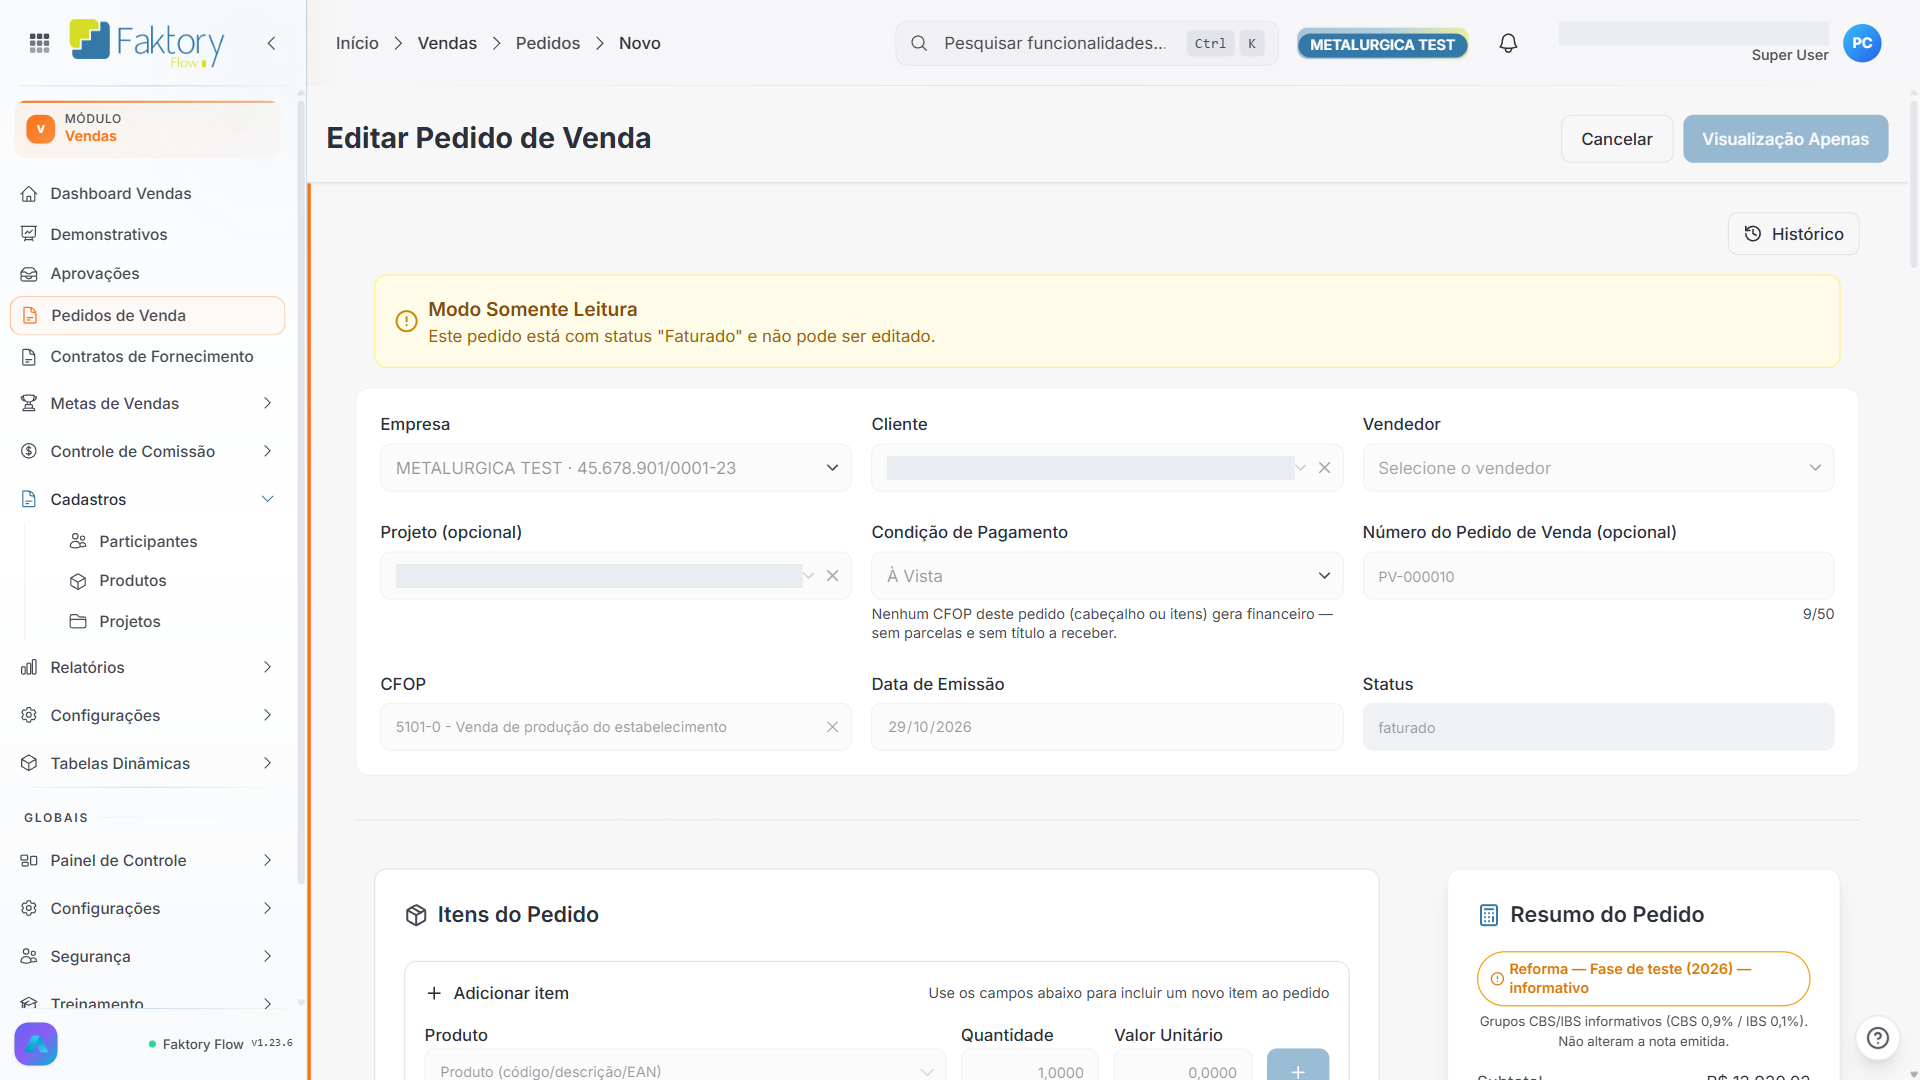 Faktory
Flow
Início > Vendas > Pedidos > Novo
Pesquisar funcionalidades...
Ctrl
K
METALURGICA TEST
Super User
PC
V
MÓDULO
Vendas
Dashboard Vendas
Demonstrativos
Aprovações
Pedidos de Venda
Contratos de Fornecimento
Metas de Vendas
Controle de Comissão
Cadastros
Participantes
Produtos
Projetos
Relatórios
Configurações
Tabelas Dinâmicas
GLOBAIS
Painel de Controle
Configurações
Segurança
Treinamento
Faktory Flow v1.23.6
Editar Pedido de Venda
Cancelar
Visualização Apenas
Histórico
Modo Somente Leitura
Este pedido está com status "Faturado" e não pode ser editado.
Empresa
METALURGICA TEST · 45.678.901/0001-23
Cliente
Vendedor
Selecione o vendedor
Projeto (opcional)
Condição de Pagamento
À Vista
Nenhum CFOP deste pedido (cabeçalho ou itens) gera financeiro —
sem parcelas e sem título a receber.
Número do Pedido de Venda (opcional)
PV-000010
9/50
CFOP
5101-0 - Venda de produção do estabelecimento
Data de Emissão
29/10/2026
Status
faturado
Itens do Pedido
Adicionar item
Use os campos abaixo para incluir um novo item ao pedido
Produto
Produto (código/descrição/EAN)
Quantidade
1,0000
Valor Unitário
0,0000
Resumo do Pedido
Reforma — Fase de teste (2026) —
informativo
Grupos CBS/IBS informativos (CBS 0,9% / IBS 0,1%).
Não alteram a nota emitida.
Subtotal